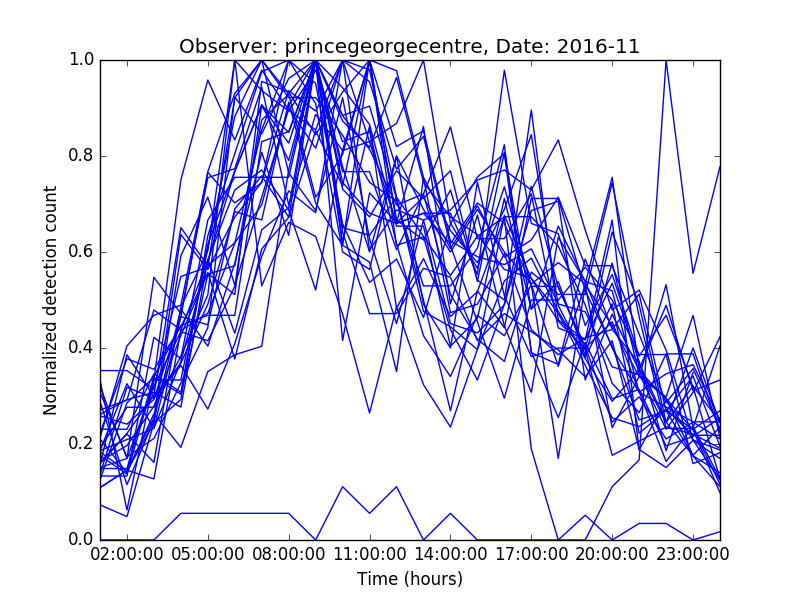 Observer: princegeorgecentre, Date: 2016-11
1.0
0.8
0.6
0.4
0.2
0.0
Normalized detection count
02:00:00 05:00:00 08:00:00 11:00:00 14:00:00 17:00:00 20:00:00 23:00:00
Time (hours)